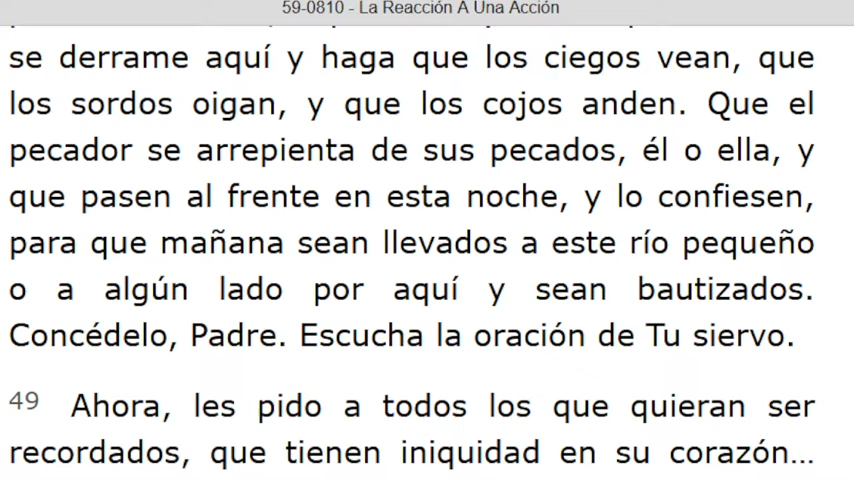 59-0810 - La Reacción A Una Acción
se derrame aquí y haga que los ciegos vean, que
los sordos oigan, y que los cojos anden. Que el
pecador se arrepienta de sus pecados, él o ella, y
que pasen al frente en esta noche, y lo confiesen,
para que mañana sean llevados a este río pequeño
o a algún lado por aquí y sean bautizados.
Concédelo, Padre. Escucha la oración de Tu siervo.
49 Ahora, les pido a todos los que quieran ser
recordados, que tienen iniquidad en su corazón...